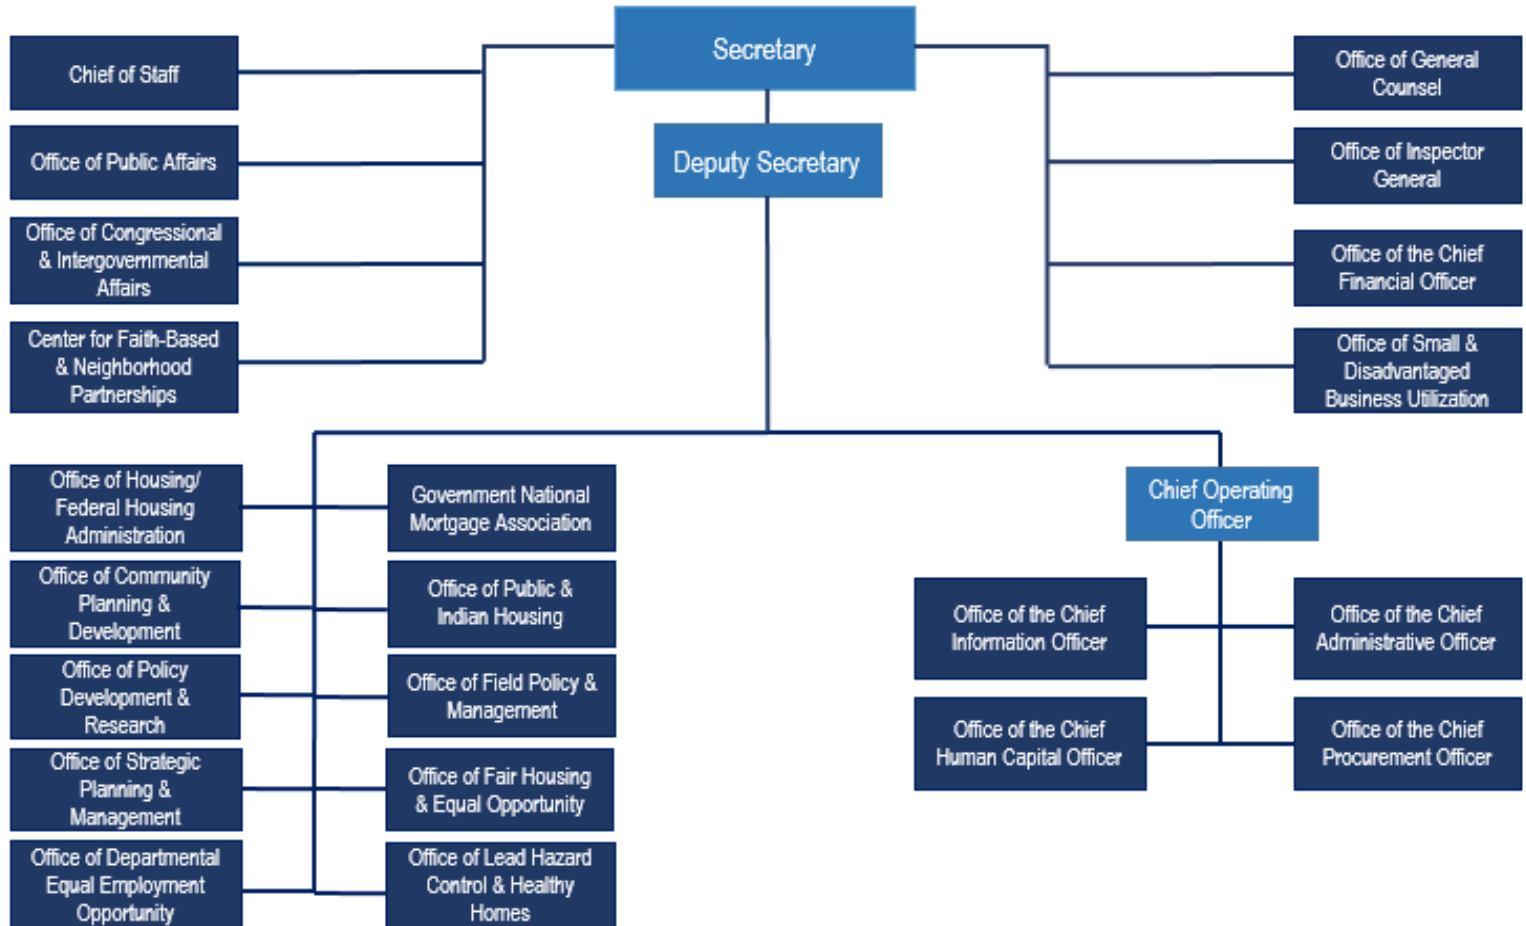 Secretary
Deputy Secretary
Chief of Staff
Office of Public Affairs
Office of Congressional
& Intergovernmental
Affairs
Center for Faith-Based
& Neighborhood
Partnerships
Office of General
Counsel
Office of Inspector
General
Office of the Chief
Financial Officer
Office of Small &
Disadvantaged
Business Utilization
Office of Housing/
Federal Housing
Administration
Government National
Mortgage Association
Office of Community
Planning &
Development
Office of Public &
Indian Housing
Office of Policy
Development &
Research
Office of Field Policy &
Management
Office of Strategic
Planning &
Management
Office of Fair Housing
& Equal Opportunity
Office of Departmental
Equal Employment
Opportunity
Office of Lead Hazard
Control & Healthy
Homes
Chief Operating
Officer
Office of the Chief
Information Officer
Office of the Chief
Administrative Officer
Office of the Chief
Human Capital Officer
Office of the Chief
Procurement Officer